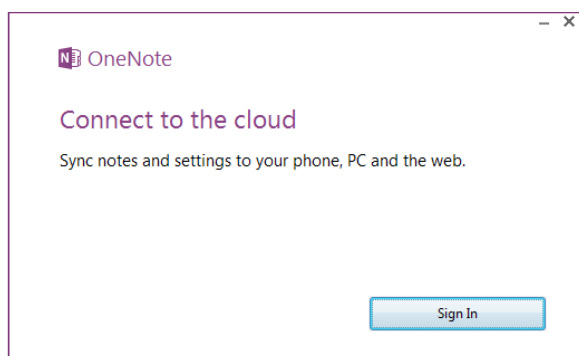 OneNote
Connect to the cloud
Sync notes and settings to your phone, PC and the web.
Sign In